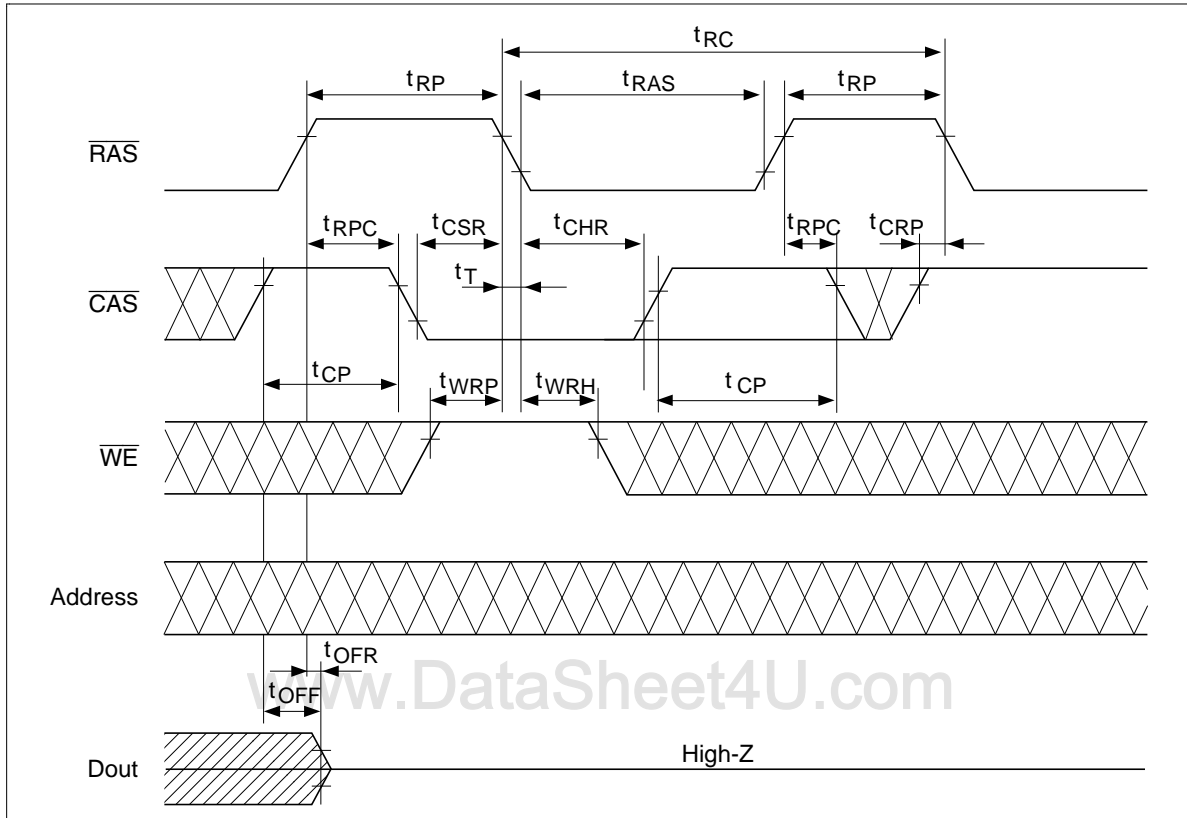 tRC
tRP tRAS tRP
RAS
tRPC tCSR tCHR tRPC tCRP
tT
CAS
tCP tWRP tWRH tCP
WE
Address
tOFR
www.DataSheet4U.com
tOFF
High-Z
Dout